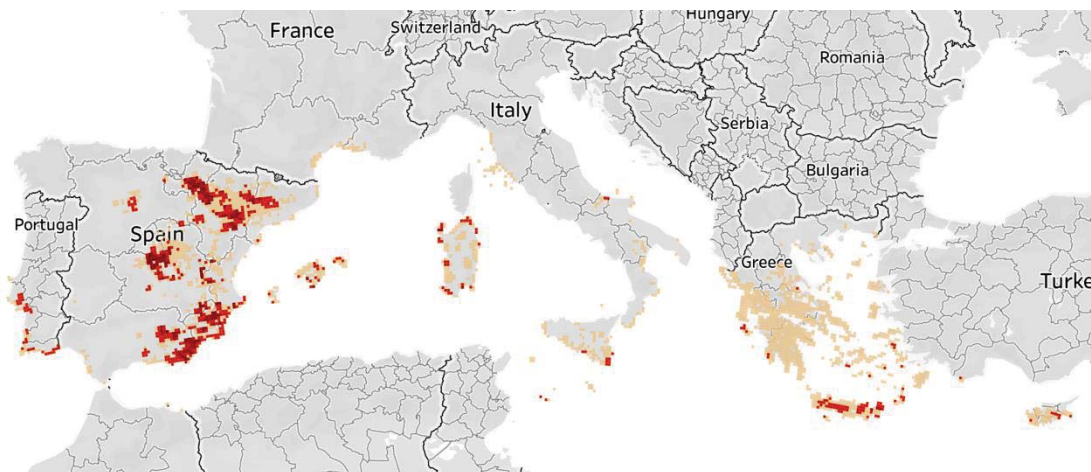 Hungary
France
Switzerland
Romania
Italy
Serbia
Bulgaria
Portugal
Spain
Greece
Turke